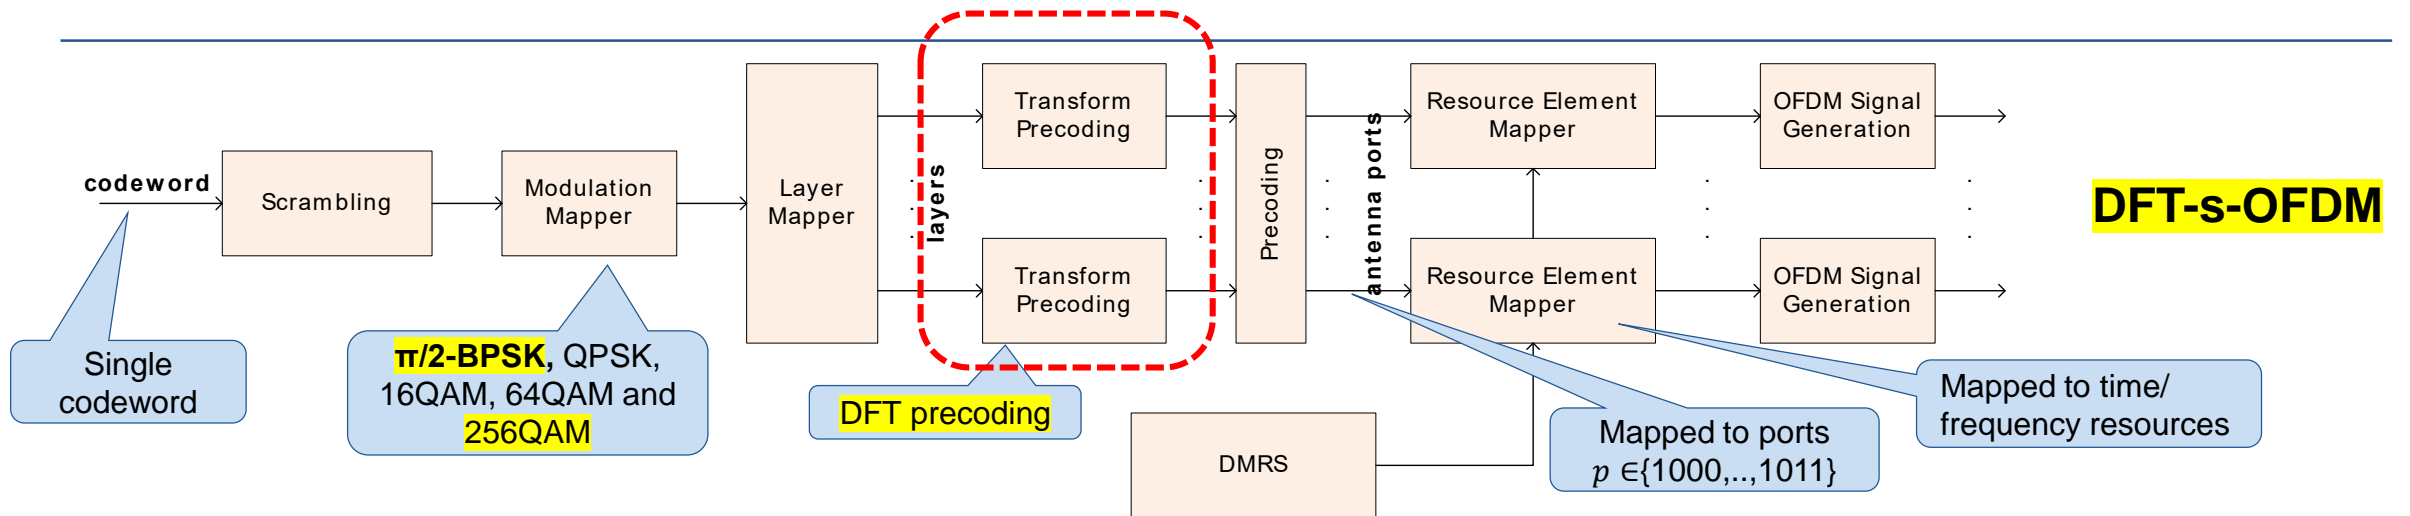 codeword
Scrambling
Modulation
Mapper
Layer
Mapper
layers
Transform
Precoding
Transform
Precoding
Precoding
antenna ports
Resource Element
Mapper
Resource Element
Mapper
OFDM Signal
Generation
OFDM Signal
Generation
DFT-s-OFDM
Single
codeword
π/2-BPSK, QPSK,
16QAM, 64QAM and
256QAM
DFT precoding
DMRS
Mapped to ports
p ∈{1000,..,1011}
Mapped to time/
frequency resources